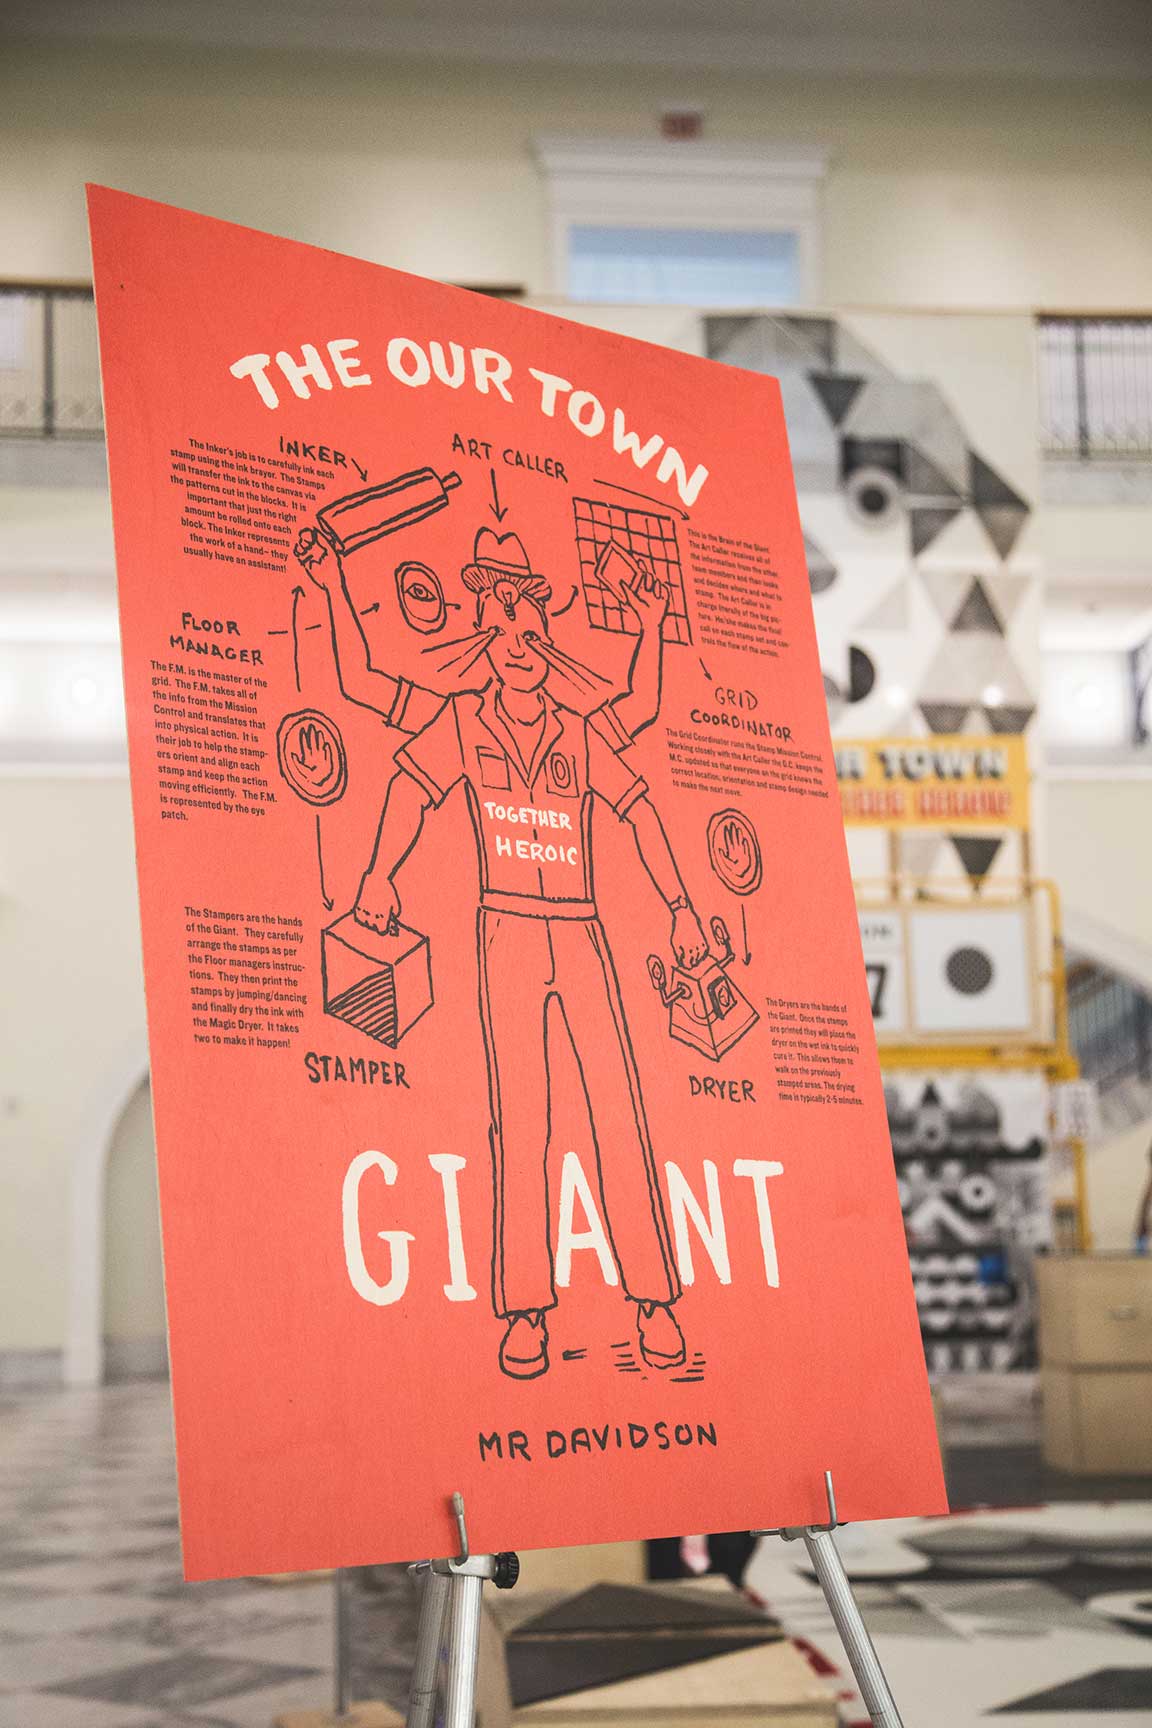 THE OUR TOWN
INKER
The Inker's job is to carefully ink each
stamp using the ink brayer. The Stamps
will transfer the ink to the canvas via
the patterns cut in the blocks. It is
important that just the right
amount be rolled onto each
block. The Inker represents
the work of a hand– they
usually have an assistant!
ART CALLER
This is the Brain of the Giant.
The Art Caller receives all of
the information from the other
team members and then looks
and decides where and what to
stamp. The Art Caller is in
charge literally of the big pic-
ture. He/she makes the final
call on each stamp set and con-
trols the flow of the action.
FLOOR
MANAGER
The F.M. is the master of the
grid. The F.M. takes all of
the info from the Mission
Control and translates that
into physical action. It is
their job to help the stamp-
ers orient and align each
stamp and keep the action
moving efficiently. The F.M.
is represented by the eye
patch.
GRID
COORDINATOR
The Grid Coordinator runs the Stamp Mission Control.
Working closely with the Art Caller the G.C. keeps the
M.C. updated so that everyone on the grid knows the
correct location, orientation and stamp design needed
to make the next move.
TOGETHER
HEROIC
The Stampers are the hands
of the Giant. They carefully
arrange the stamps as per
the Floor managers instruc-
tions. They then print the
stamps by jumping/dancing
and finally dry the ink with
the Magic Dryer. It takes
two to make it happen!
STAMPER
The Dryers are the hands of
the Giant. Once the stamps
are printed they will place the
dryer on the wet ink to quickly
cure it. This allows them to
walk on the previously
stamped areas. The drying
time is typically 2-5 minutes.
DRYER
GIANT
MR DAVIDSON
TOWN
7